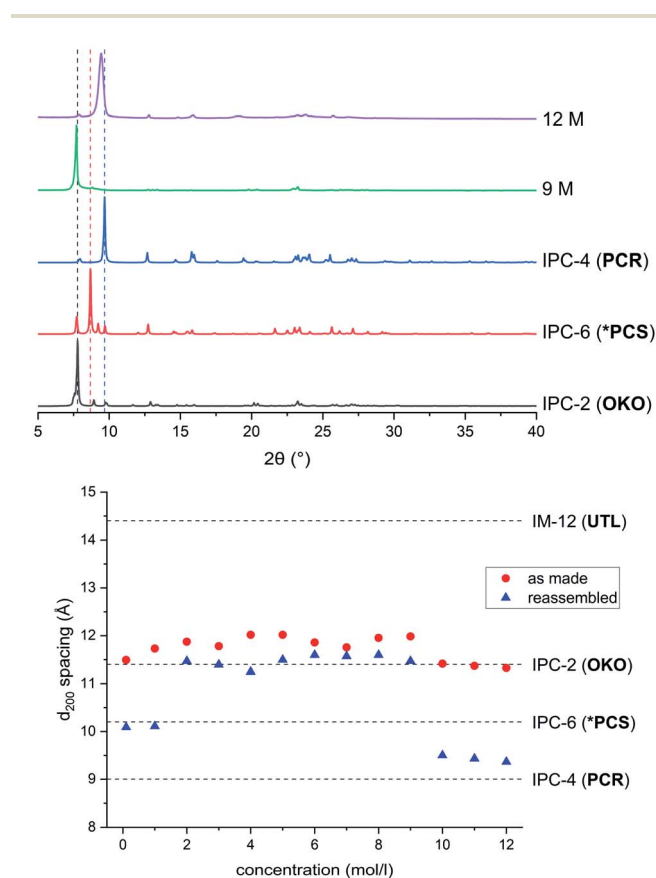 12 M
9 M
IPC-4 (PCR)
IPC-6 (*PCS)
IPC-2 (OKO)
5 10 15 20 25 30 35 40
2θ (°)
15
14
13
12
11
10
9
8
d200 spacing (Å)
IM-12 (UTL)
as made
reassembled
IPC-2 (OKO)
IPC-6 (*PCS)
IPC-4 (PCR)
0 2 4 6 8 10 12
concentration (mol/l)